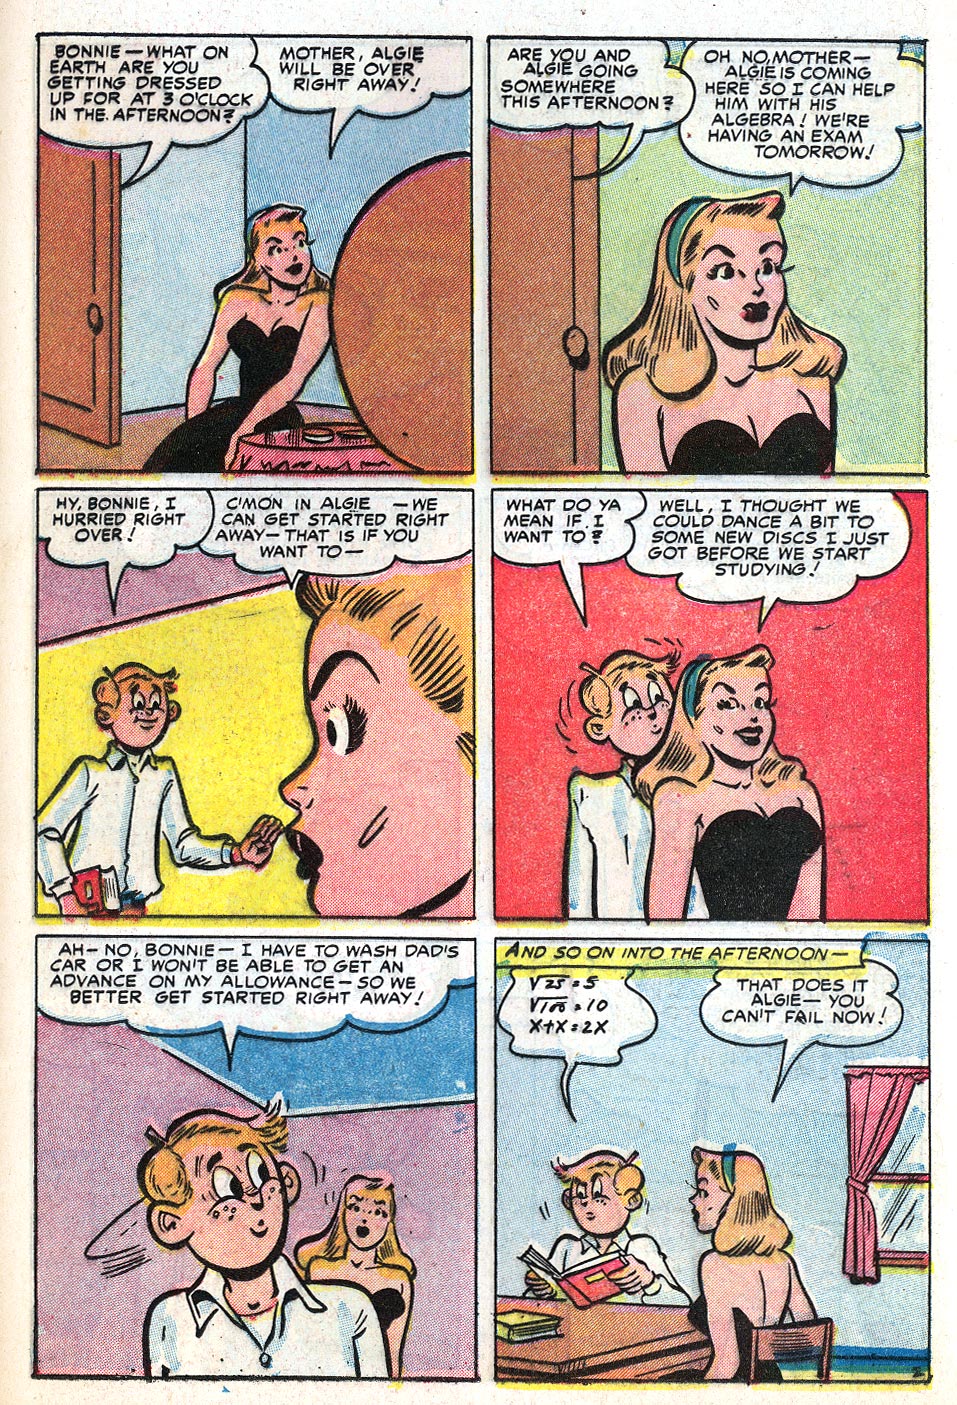 BONNIE — WHAT ON
EARTH ARE YOU
GETTING DRESSED
UP FOR AT 3 O'CLOCK
IN THE AFTERNOON?
MOTHER, ALGIE
WILL BE OVER
RIGHT AWAY!
ARE YOU AND
ALGIE GOING
SOMEWHERE
THIS AFTERNOON?
OH NO, MOTHER—
ALGIE IS COMING
HERE SO I CAN HELP
HIM WITH HIS
ALGEBRA! WE'RE
HAVING AN EXAM
TOMORROW!
HY, BONNIE, I
HURRIED RIGHT
OVER!
C'MON IN ALGIE — WE
CAN GET STARTED RIGHT
AWAY— THAT IS IF YOU
WANT TO—
WHAT DO YA
MEAN IF I
WANT TO?
WELL, I THOUGHT WE
COULD DANCE A BIT TO
SOME NEW DISCS I JUST
GOT BEFORE WE START
STUDYING!
AH— NO, BONNIE— I HAVE TO WASH DAD'S
CAR OR I WON'T BE ABLE TO GET AN
ADVANCE ON MY ALLOWANCE— SO WE
BETTER GET STARTED RIGHT AWAY!
AND SO ON INTO THE AFTERNOON—
√25 = 5
√100 = 10
X+X=2X
THAT DOES IT
ALGIE— YOU
CAN'T FAIL NOW!
2